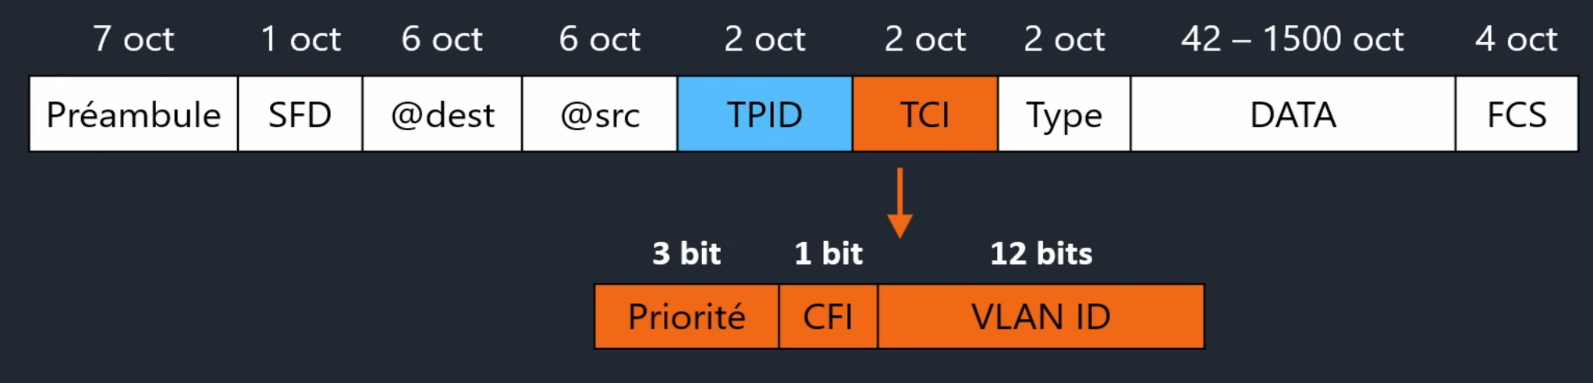 7 oct 1 oct 6 oct 6 oct 2 oct 2 oct 2 oct 42 – 1500 oct 4 oct
Préambule SFD @dest @src TPID TCI Type DATA FCS
3 bit 1 bit 12 bits
Priorité CFI VLAN ID